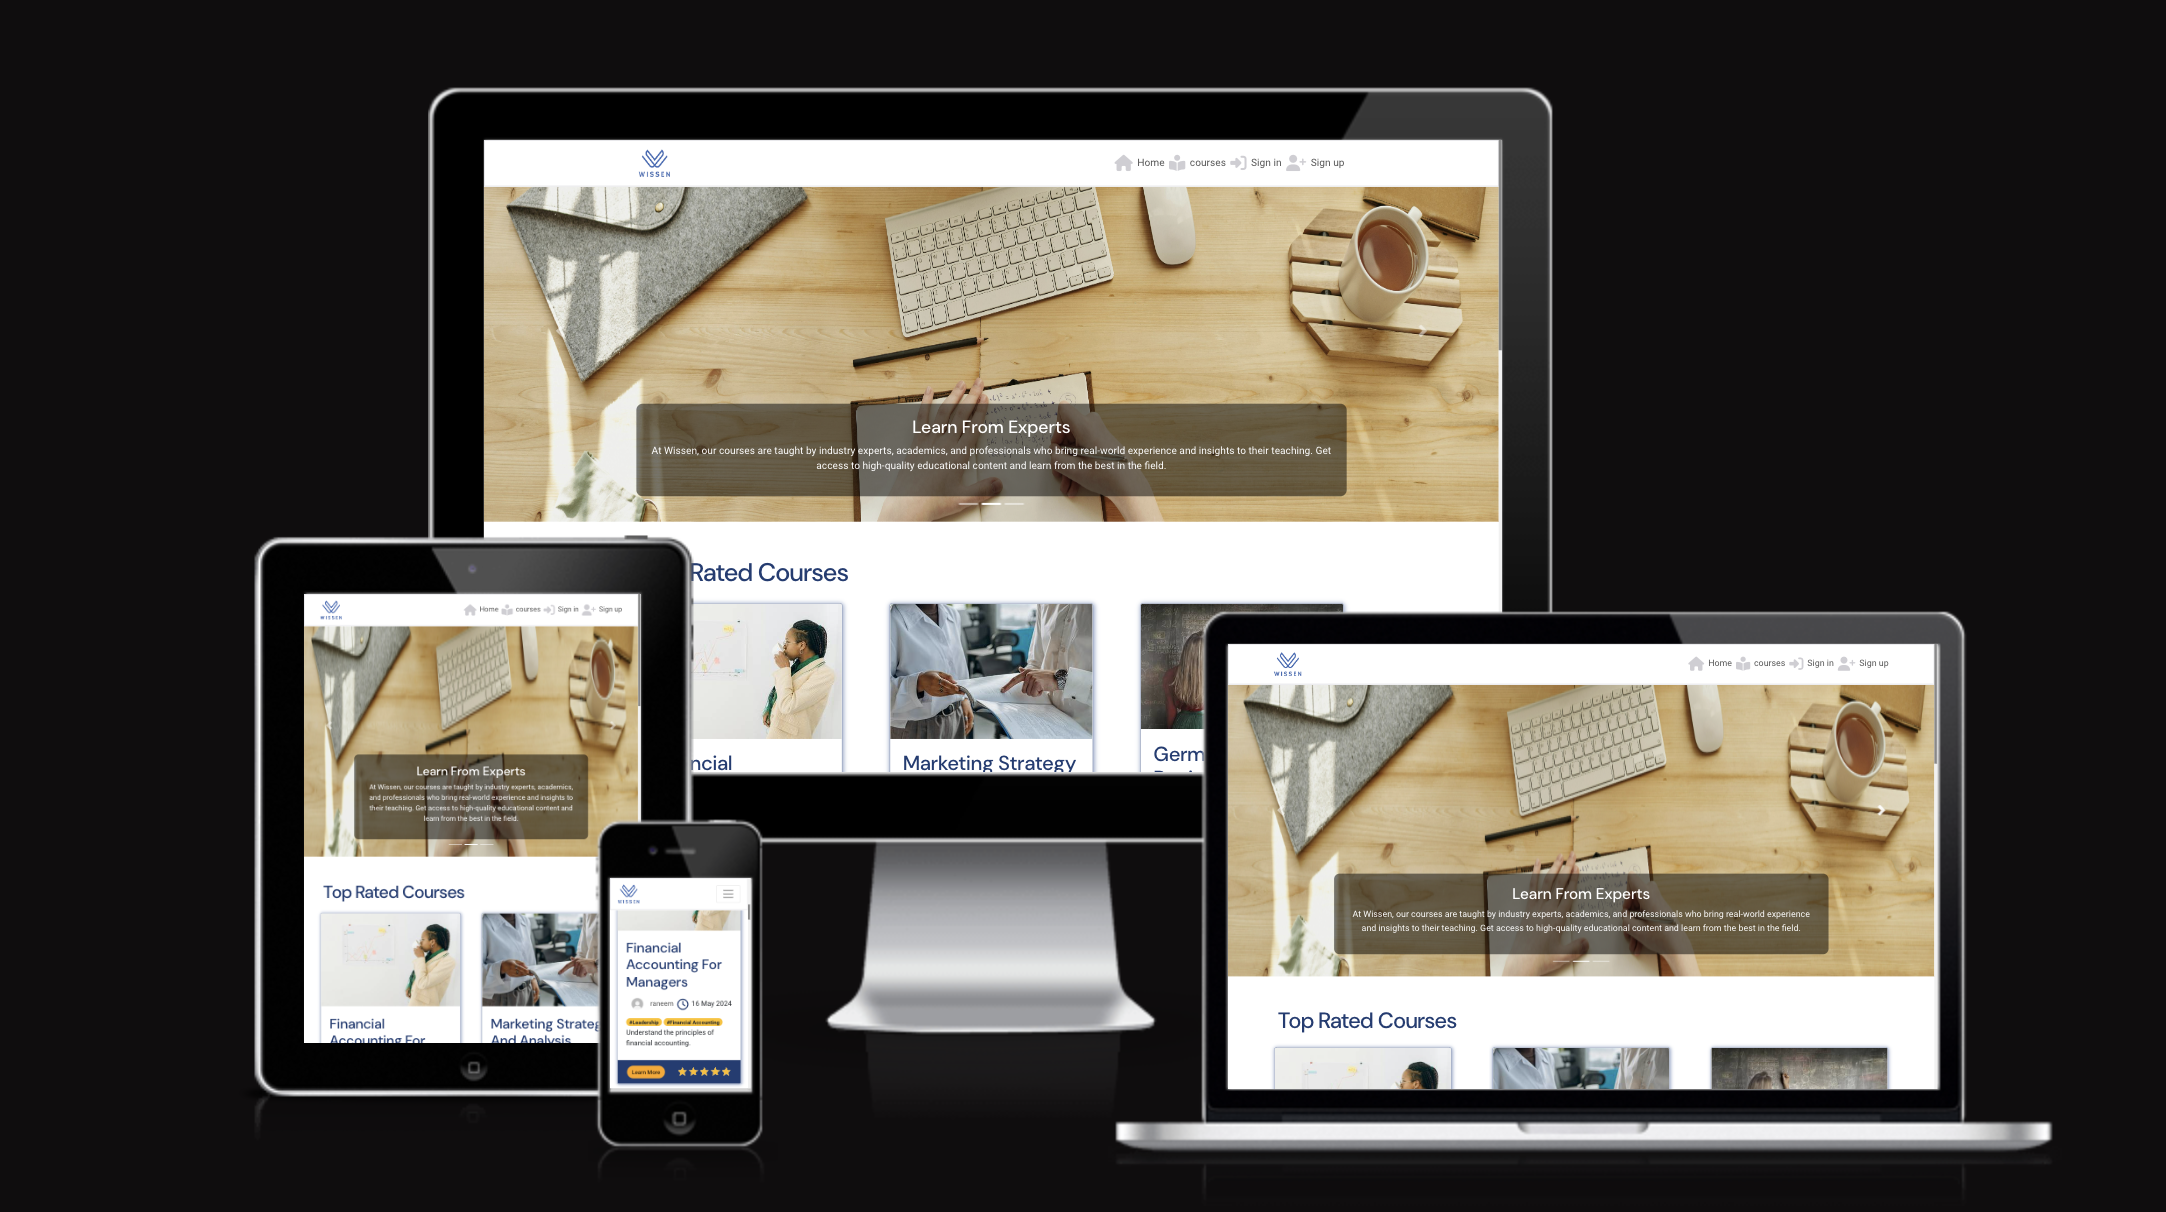 WISSEN
Home courses Sign in Sign up
Learn From Experts
At Wissen, our courses are taught by industry experts, academics, and professionals who bring real-world experience and insights to their teaching. Get
access to high-quality educational content and learn from the best in the field.
Rated Courses
ncial
Marketing Strategy
Germ
WISSEN
Home courses Sign in Sign up
Learn From Experts
At Wissen, our courses are taught by industry experts, academics,
and professionals who bring real-world experience and insights to
their teaching. Get access to high-quality educational content and
learn from the best in the field.
Top Rated Courses
Financial
Accounting For
Marketing Strateg
And Analysis
WISSEN
Financial
Accounting For
Managers
raneem 16 May 2024
#Leadership #Financial Accounting
Understand the principles of
financial accounting.
Learn More
WISSEN
Home courses Sign in Sign up
Learn From Experts
At Wissen, our courses are taught by industry experts, academics, and professionals who bring real-world experience
and insights to their teaching. Get access to high-quality educational content and learn from the best in the field.
Top Rated Courses